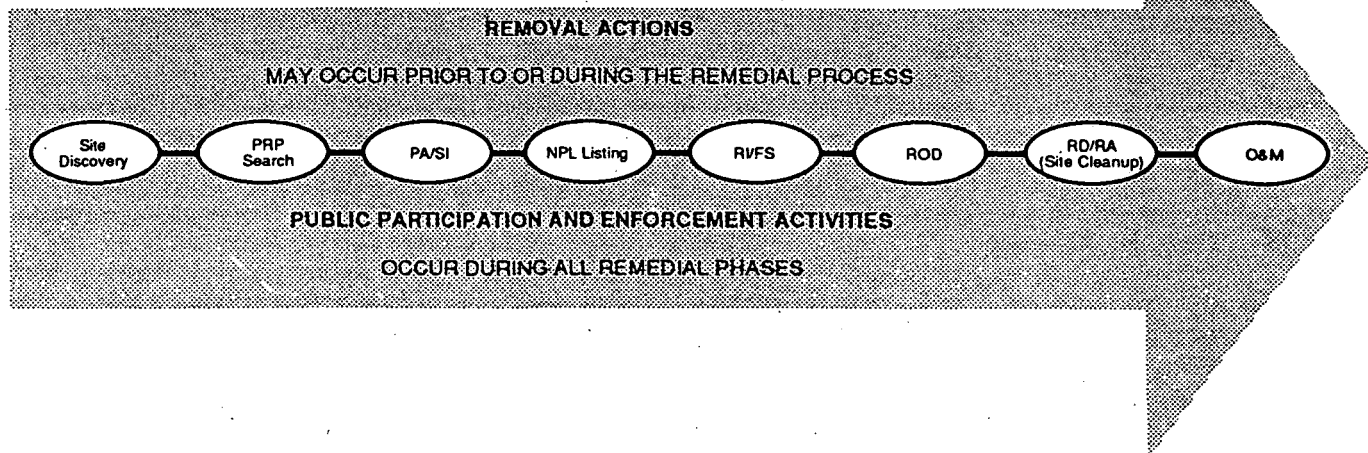 REMOVAL ACTIONS
MAY OCCUR PRIOR TO OR DURING THE REMEDIAL PROCESS
Site
Discovery
PRP
Search
PA/SI
NPL Listing
RI/FS
ROD
RD/RA
(Site Cleanup)
O&M
PUBLIC PARTICIPATION AND ENFORCEMENT ACTIVITIES
OCCUR DURING ALL REMEDIAL PHASES